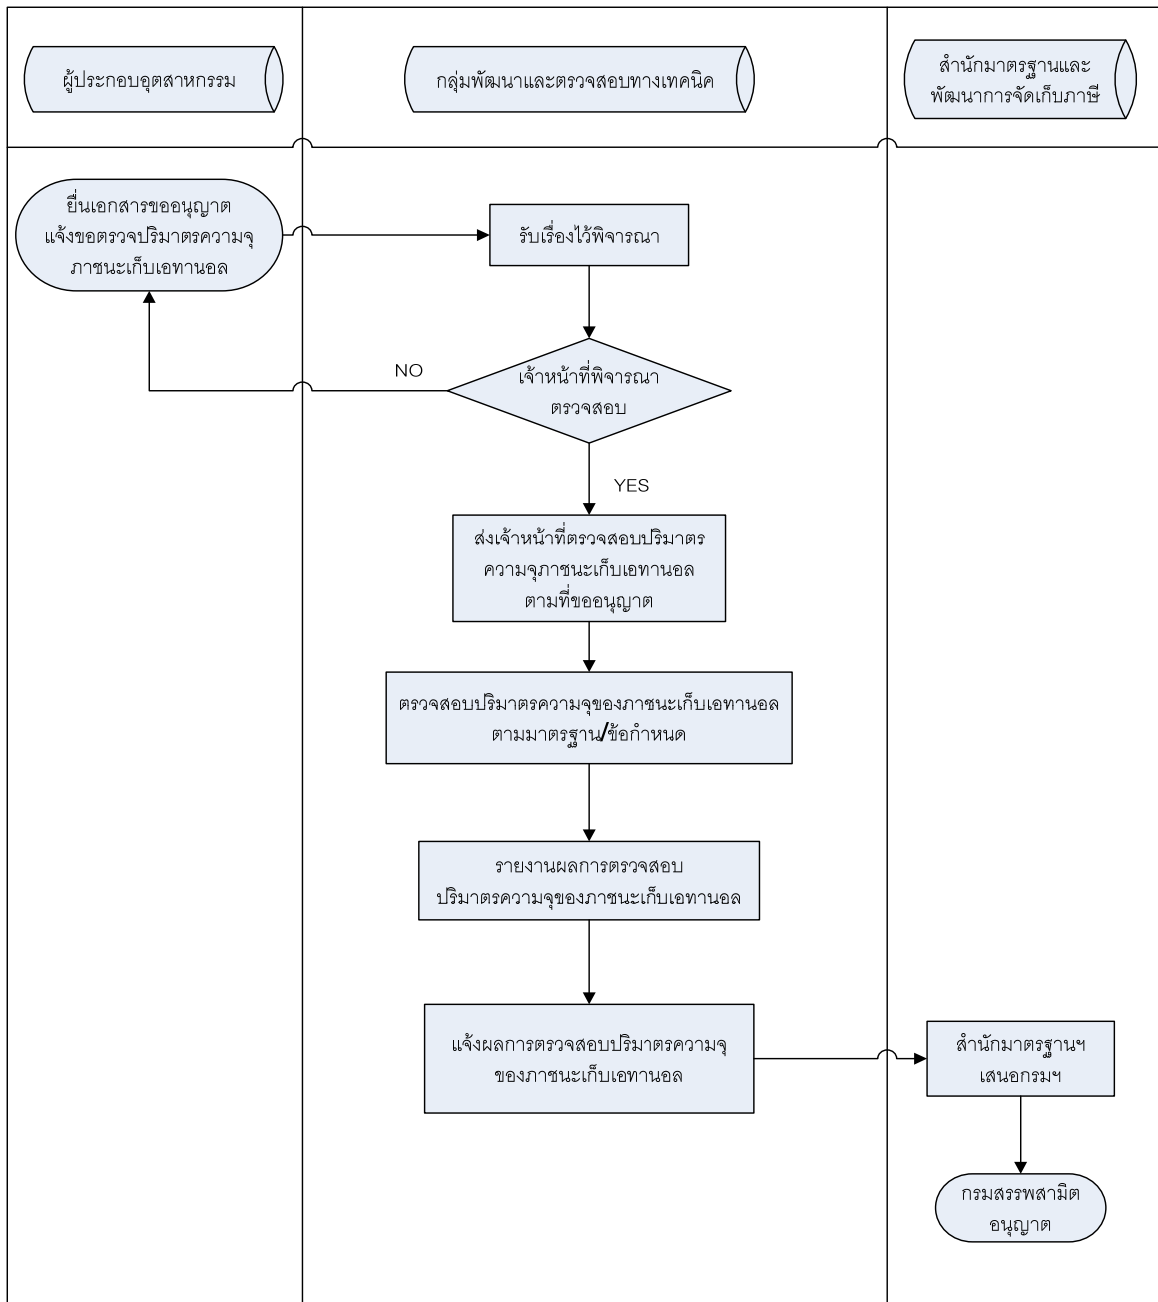 ผู้ประกอบอุตสาหกรรม
กลุ่มพัฒนาและตรวจสอบทางเทคนิค
สำนักมาตรฐานและ
พัฒนาการจัดเก็บภาษี
ยื่นเอกสารขออนุญาต
แจ้งขอตรวจปริมาตรความจุ
ภาชนะเก็บเอทานอล
รับเรื่องไว้พิจารณา
NO
เจ้าหน้าที่พิจารณา
ตรวจสอบ
YES
ส่งเจ้าหน้าที่ตรวจสอบปริมาตร
ความจุภาชนะเก็บเอทานอล
ตามที่ขออนุญาต
ตรวจสอบปริมาตรความจุของภาชนะเก็บเอทานอล
ตามมาตรฐาน/ข้อกำหนด
รายงานผลการตรวจสอบ
ปริมาตรความจุของภาชนะเก็บเอทานอล
แจ้งผลการตรวจสอบปริมาตรความจุ
ของภาชนะเก็บเอทานอล
สำนักมาตรฐานฯ
เสนอกรมฯ
กรมสรรพสามิต
อนุญาต